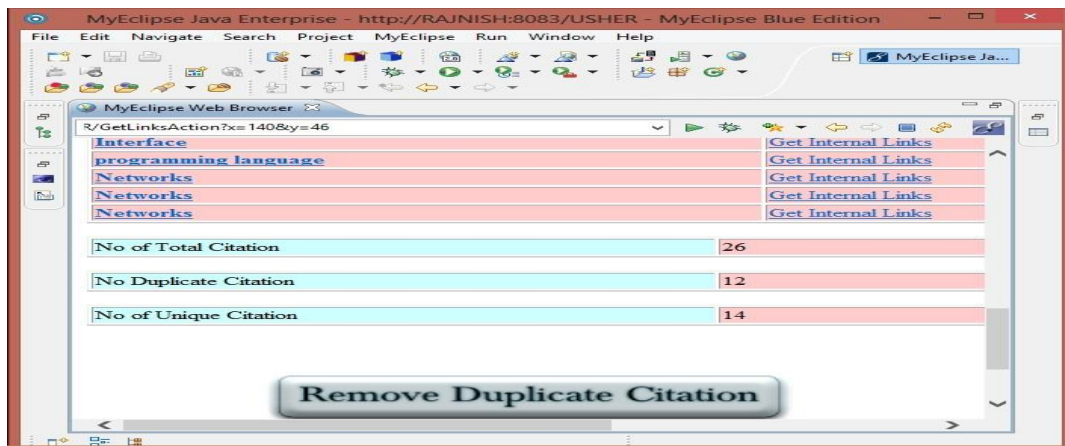 MyEclipse Java Enterprise - http://RAJNISH:8083/USHER - MyEclipse Blue Edition
File Edit Navigate Search Project MyEclipse Run Window Help
MyEclipse Ja...
MyEclipse Web Browser
R/GetLinksAction?x=140&y=46
Interface Get Internal Links
programming language Get Internal Links
Networks Get Internal Links
Networks Get Internal Links
Networks Get Internal Links
No of Total Citation 26
No Duplicate Citation 12
No of Unique Citation 14
Remove Duplicate Citation